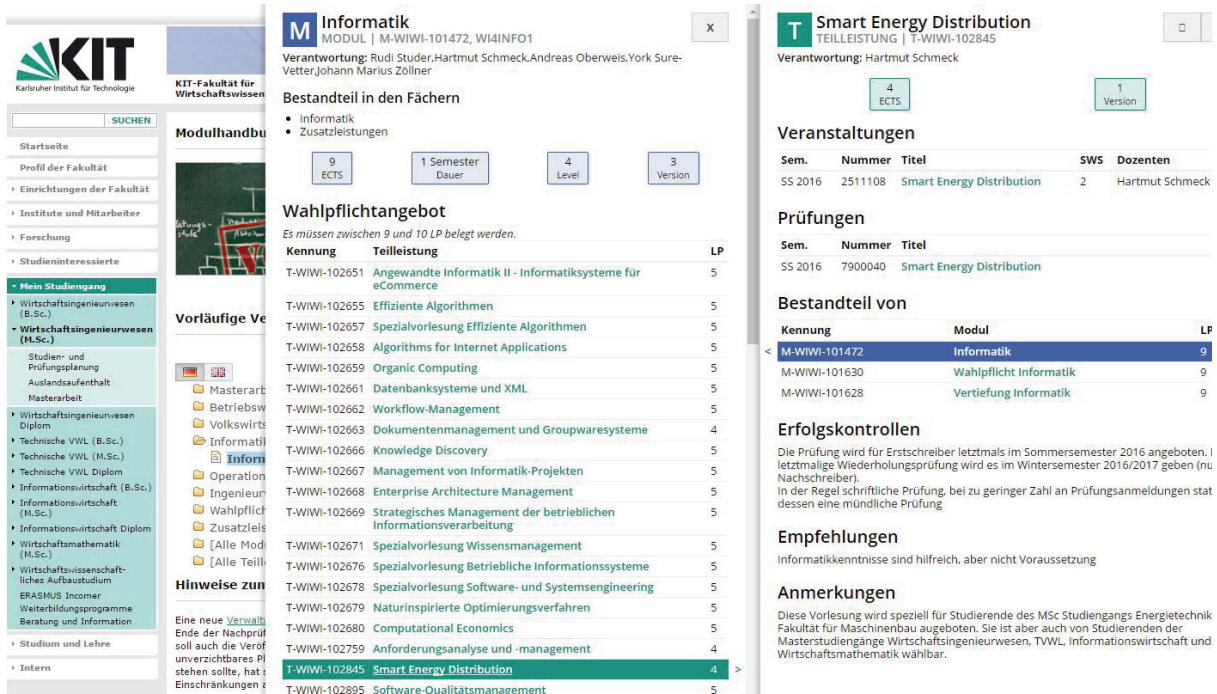 KIT
Karlsruher Institut für Technologie
SUCHEN
Startseite
Profil der Fakultät
Einrichtungen der Fakultät
Institute und Mitarbeiter
Forschung
Studieninteressierte
Mein Studiengang
Wirtschaftsingenieurwesen
(B.Sc.)
Wirtschaftsingenieurwesen
(M.Sc.)
Studien- und
Prüfungsplanung
Auslandsaufenthalt
Masterarbeit
Wirtschaftsingenieurwesen
Diplom
Technische VWL (B.Sc.)
Technische VWL (M.Sc.)
Technische VWL Diplom
Informationswirtschaft (B.Sc.)
Informationswirtschaft
(M.Sc.)
Informationswirtschaft Diplom
Wirtschaftsmathematik
(M.Sc.)
Wirtschaftswissenschaft-
liches Aufbaustudium
ERASMUS Incomer
Weiterbildungsprogramme
Beratung und Information
Studium und Lehre
Intern
KIT-Fakultät für
Wirtschaftswissen
Modulhandbu
Vorläufige Ve
Masterarb
Betriebsw
Volkswirts
Informatik
Inform
Operation
Ingenieur
Wahlpflich
Zusatzleis
[Alle Mod
[Alle Teill
Hinweise zum
Eine neue Verwalt
Ende der Nachprüf
soll auch die Veröf
unverzichtbares Pl
stehen sollte, hat s
Einschränkungen a
M Informatik X
MODUL | M-WIWI-101472, WI4INFO1
Verantwortung: Rudi Studer,Hartmut Schmeck,Andreas Oberweis,York Sure-
Vetter,Johann Marius Zöllner
Bestandteil in den Fächern
• Informatik
• Zusatzleistungen
9 1 Semester 4 3
ECTS Dauer Level Version
Wahlpflichtangebot
Es müssen zwischen 9 und 10 LP belegt werden.
Kennung Teilleistung LP
T-WIWI-102651 Angewandte Informatik II - Informatiksysteme für 5
eCommerce
T-WIWI-102655 Effiziente Algorithmen 5
T-WIWI-102657 Spezialvorlesung Effiziente Algorithmen 5
T-WIWI-102658 Algorithms for Internet Applications 5
T-WIWI-102659 Organic Computing 5
T-WIWI-102661 Datenbanksysteme und XML 5
T-WIWI-102662 Workflow-Management 5
T-WIWI-102663 Dokumentenmanagement und Groupwaresysteme 4
T-WIWI-102666 Knowledge Discovery 5
T-WIWI-102667 Management von Informatik-Projekten 5
T-WIWI-102668 Enterprise Architecture Management 5
T-WIWI-102669 Strategisches Management der betrieblichen 5
Informationsverarbeitung
T-WIWI-102671 Spezialvorlesung Wissensmanagement 5
T-WIWI-102676 Spezialvorlesung Betriebliche Informationssysteme 5
T-WIWI-102678 Spezialvorlesung Software- und Systemsengineering 5
T-WIWI-102679 Naturinspirierte Optimierungsverfahren 5
T-WIWI-102680 Computational Economics 5
T-WIWI-102759 Anforderungsanalyse und -management 4
T-WIWI-102845 Smart Energy Distribution 4 >
T-WIWI-102895 Software-Qualitätsmanagement 5
T Smart Energy Distribution
TEILLEISTUNG | T-WIWI-102845
Verantwortung: Hartmut Schmeck
4 1
ECTS Version
Veranstaltungen
Sem. Nummer Titel SWS Dozenten
SS 2016 2511108 Smart Energy Distribution 2 Hartmut Schmeck
Prüfungen
Sem. Nummer Titel
SS 2016 7900040 Smart Energy Distribution
Bestandteil von
Kennung Modul LP
< M-WIWI-101472 Informatik 9
M-WIWI-101630 Wahlpflicht Informatik 9
M-WIWI-101628 Vertiefung Informatik 9
Erfolgskontrollen
Die Prüfung wird für Erstschreiber letztmals im Sommersemester 2016 angeboten.
letztmalige Wiederholungsprüfung wird es im Wintersemester 2016/2017 geben (nu
Nachschreiber).
In der Regel schriftliche Prüfung, bei zu geringer Zahl an Prüfungsanmeldungen stat
dessen eine mündliche Prüfung
Empfehlungen
Informatikkenntnisse sind hilfreich, aber nicht Voraussetzung
Anmerkungen
Diese Vorlesung wird speziell für Studierende des MSc Studiengangs Energietechnik
Fakultät für Maschinenbau augeboten. Sie ist aber auch von Studierenden der
Masterstudiengänge Wirtschaftsingenieurwesen, TVWL, Informationswirtschaft und
Wirtschaftsmathematik wählbar.